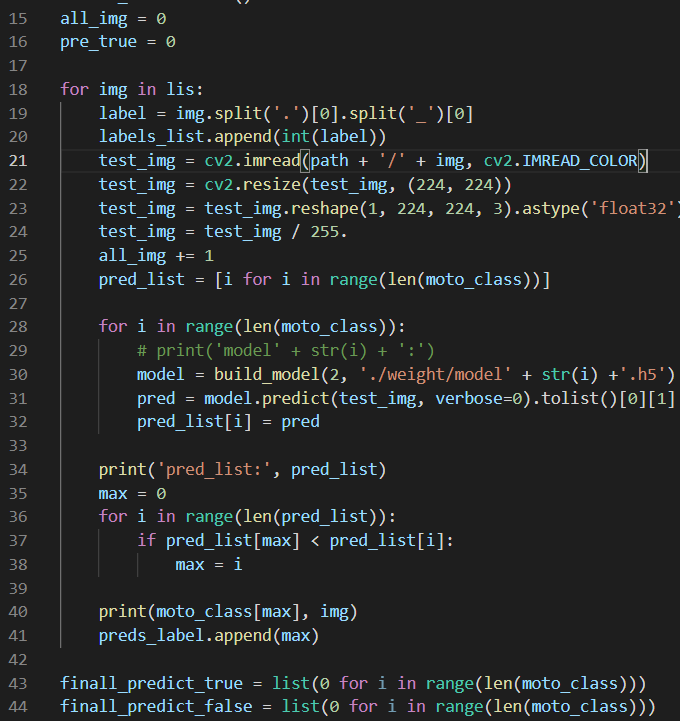 15 all_img = 0
16 pre_true = 0
17
18 for img in lis:
19     label = img.split('.')[0].split('_')[0]
20     labels_list.append(int(label))
21     test_img = cv2.imread(path + '/' + img, cv2.IMREAD_COLOR)
22     test_img = cv2.resize(test_img, (224, 224))
23     test_img = test_img.reshape(1, 224, 224, 3).astype('float32')
24     test_img = test_img / 255.
25     all_img += 1
26     pred_list = [i for i in range(len(moto_class))]
27
28     for i in range(len(moto_class)):
29         # print('model' + str(i) + ':')
30         model = build_model(2, './weight/model' + str(i) +'.h5')
31         pred = model.predict(test_img, verbose=0).tolist()[0][1]
32         pred_list[i] = pred
33
34     print('pred_list:', pred_list)
35     max = 0
36     for i in range(len(pred_list)):
37         if pred_list[max] < pred_list[i]:
38             max = i
39
40     print(moto_class[max], img)
41     preds_label.append(max)
42
43 finall_predict_true = list(0 for i in range(len(moto_class)))
44 finall_predict_false = list(0 for i in range(len(moto_class)))